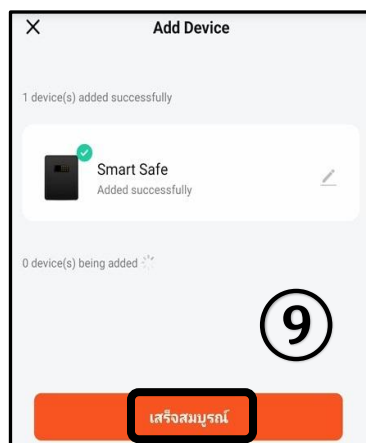 Add Device
1 device(s) added successfully
Smart Safe
Added successfully
0 device(s) being added
9
เสร็จสมบูรณ์